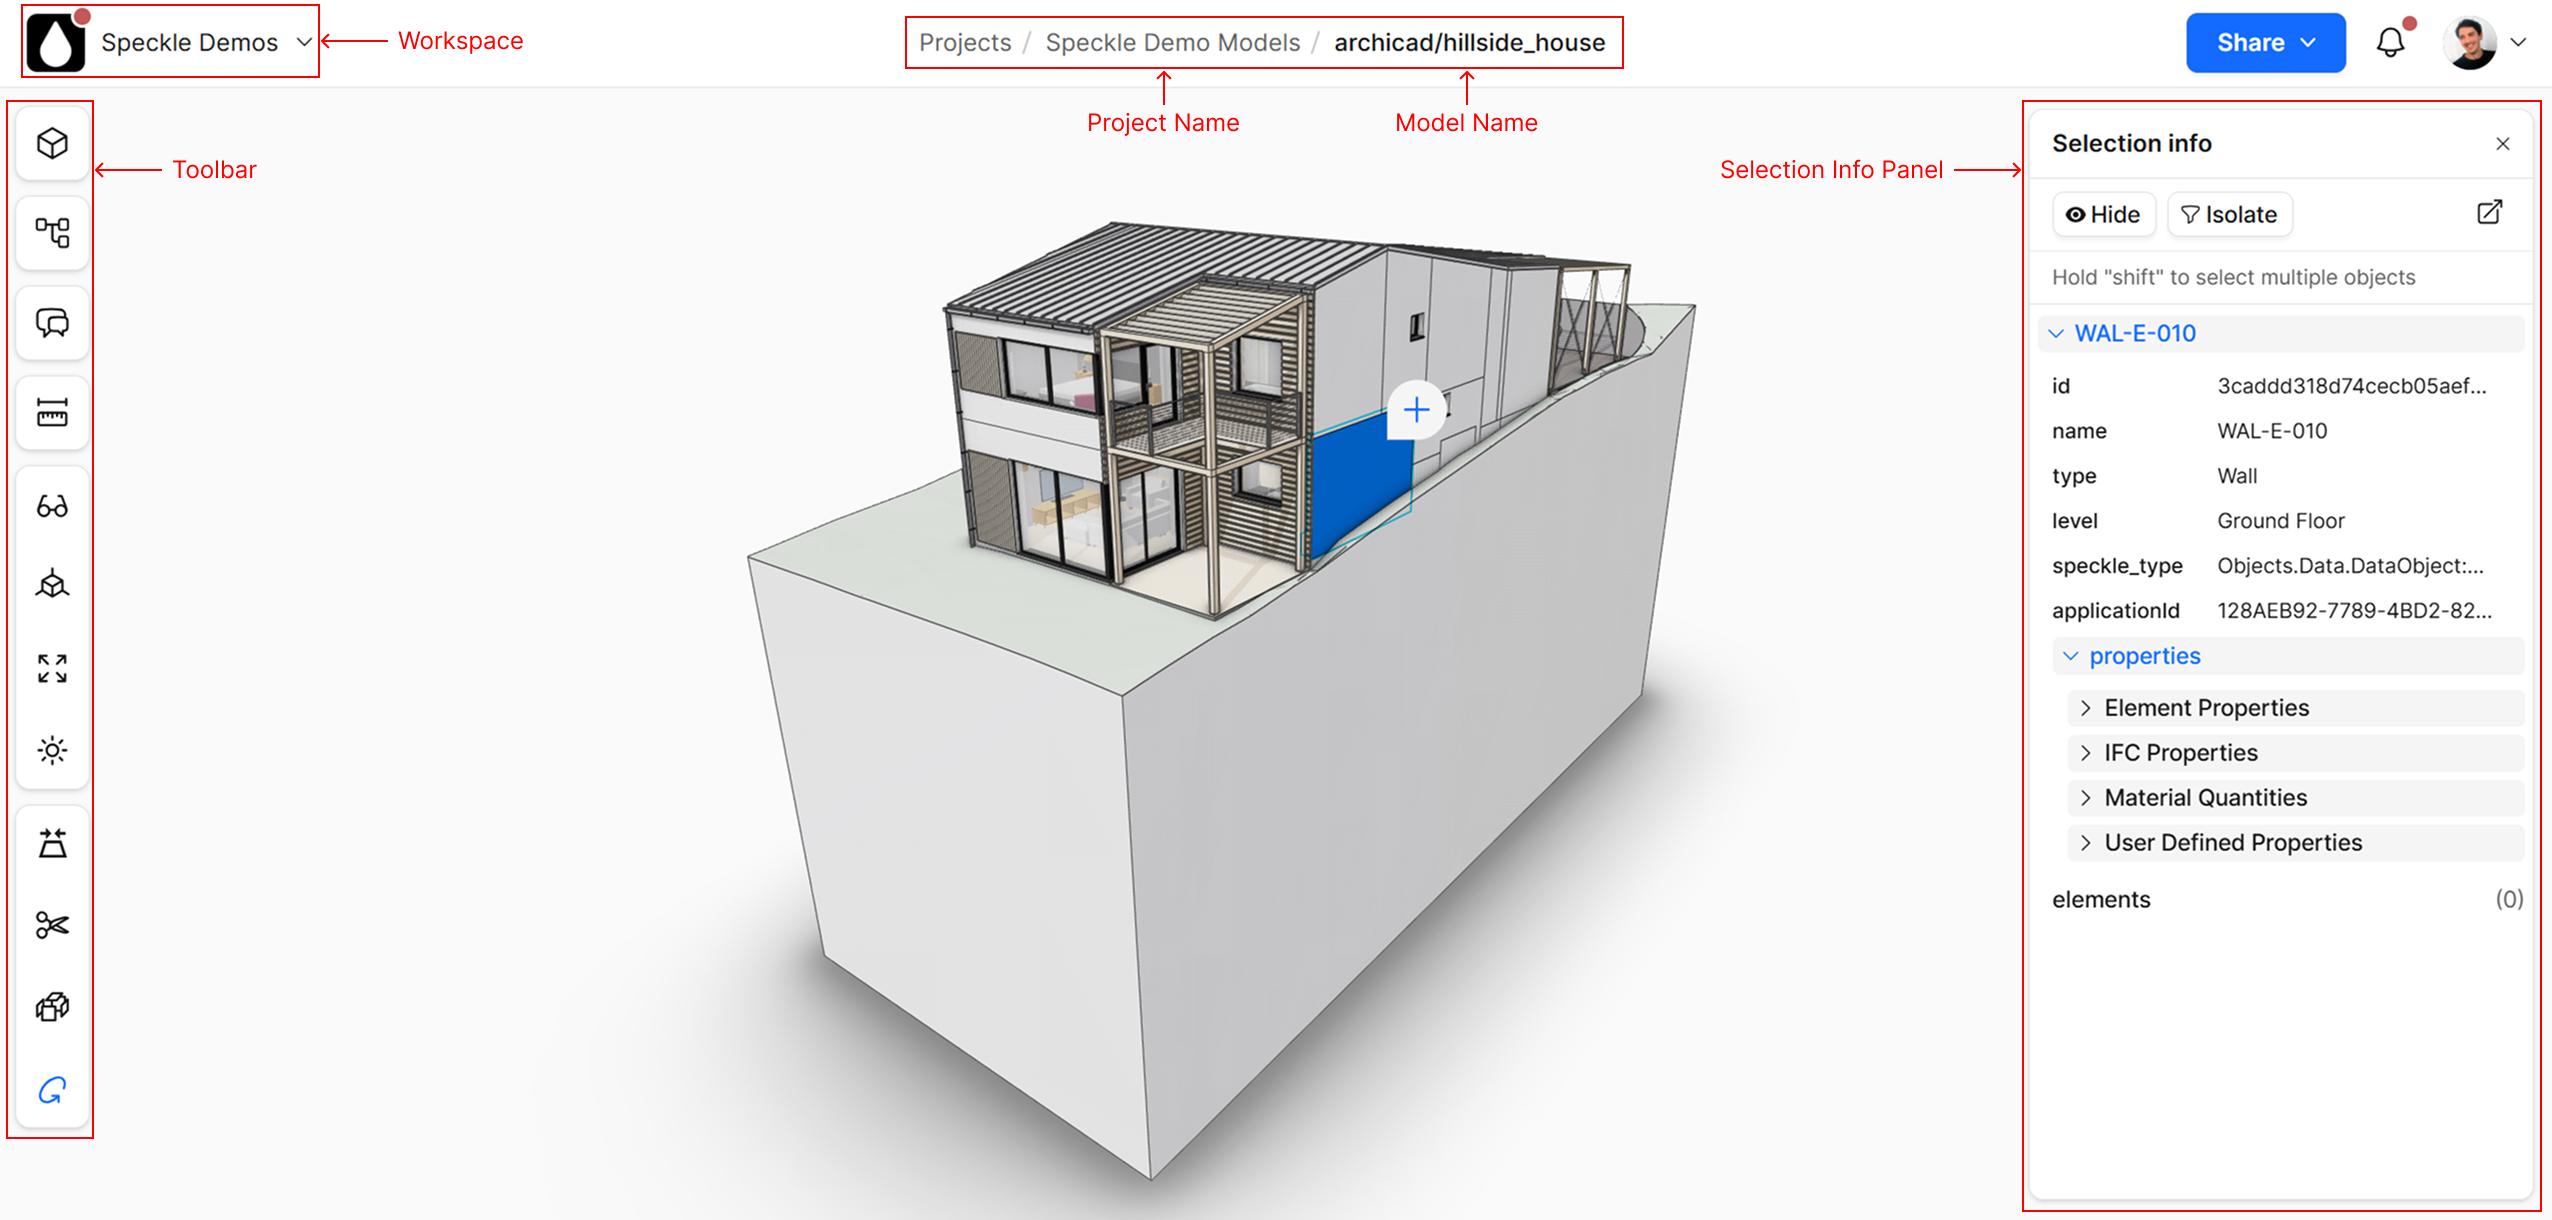 Speckle Demos
Workspace
Projects / Speckle Demo Models / archicad/hillside_house
Share
Project Name
Model Name
Toolbar
Selection Info Panel
Selection info
Hide
Isolate
Hold "shift" to select multiple objects
WAL-E-010
id 3caddd318d74cecb05aef...
name WAL-E-010
type Wall
level Ground Floor
speckle_type Objects.Data.DataObject:...
applicationId 128AEB92-7789-4BD2-82...
properties
Element Properties
IFC Properties
Material Quantities
User Defined Properties
elements (0)